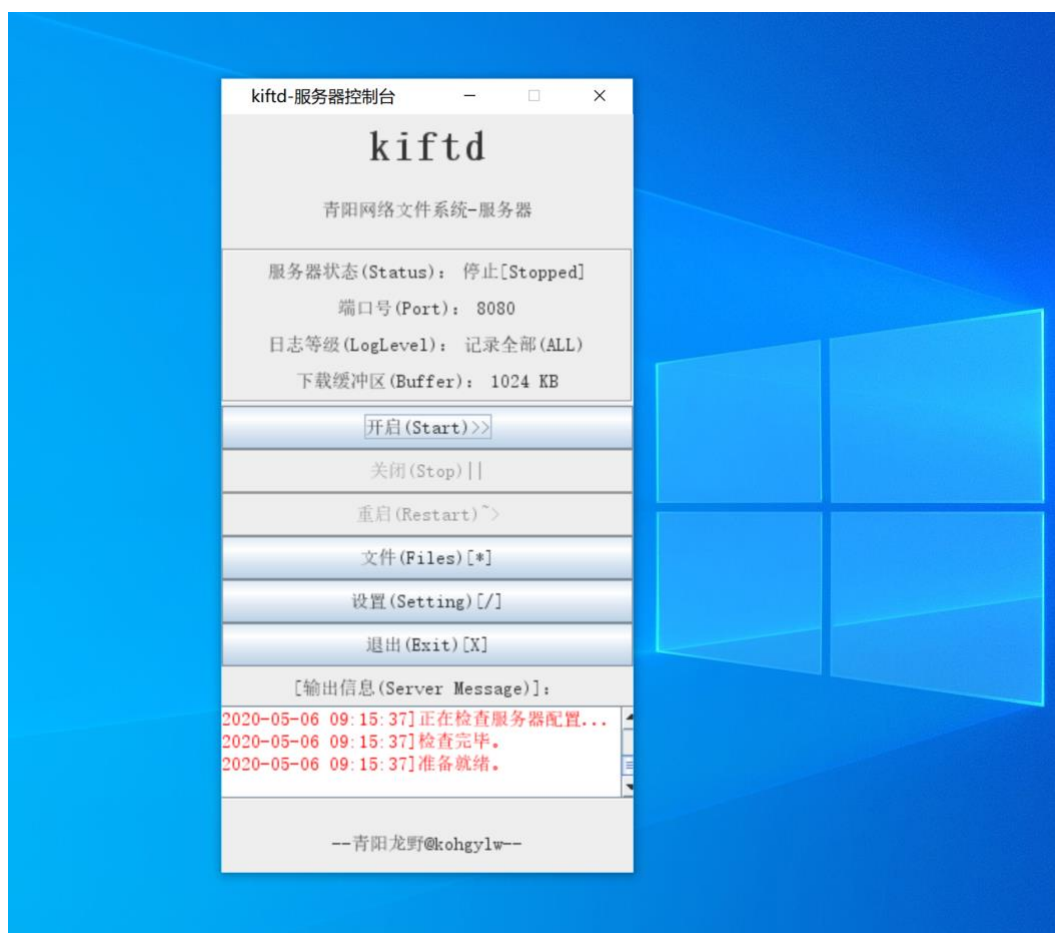 kiftd-服务器控制台
kiftd
青阳网络文件系统-服务器
服务器状态(Status)： 停止[Stopped]
端口号(Port)： 8080
日志等级(LogLevel)： 记录全部(ALL)
下载缓冲区(Buffer)： 1024 KB
开启(Start)>>
关闭(Stop)||
重启(Restart)~>
文件(Files)[*]
设置(Setting)[/]
退出(Exit)[X]
[输出信息(Server Message)]：
2020-05-06 09:15:37]正在检查服务器配置...
2020-05-06 09:15:37]检查完毕。
2020-05-06 09:15:37]准备就绪。
--青阳龙野@kohgylw--